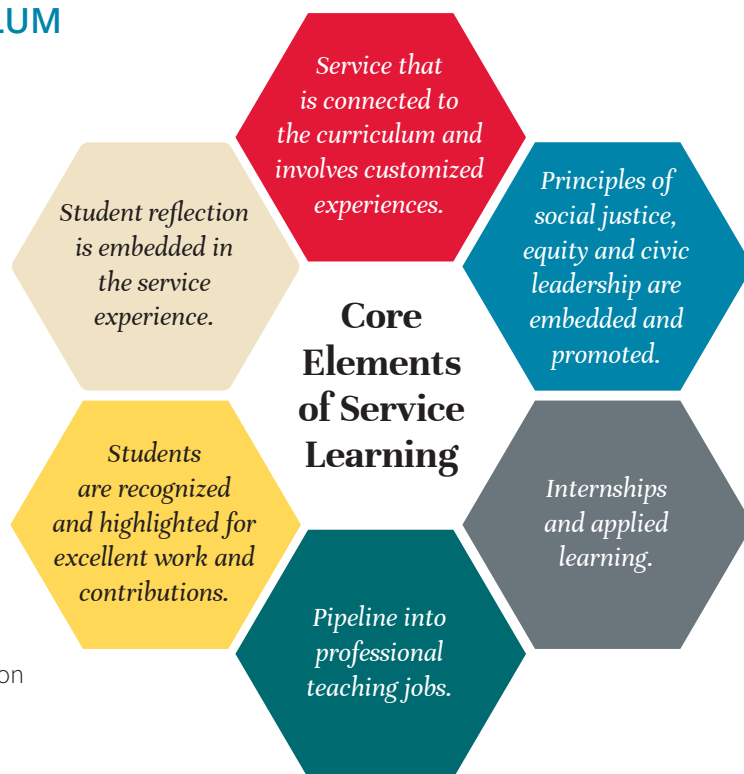 LUM
Service that
is connected to
the curriculum and
involves customized
experiences.
Principles of
social justice,
equity and civic
leadership are
embedded and
promoted.
Student reflection
is embedded in
the service
experience.
Core
Elements
of Service
Learning
Students
are recognized
and highlighted for
excellent work and
contributions.
Internships
and applied
learning.
Pipeline into
professional
teaching jobs.
on